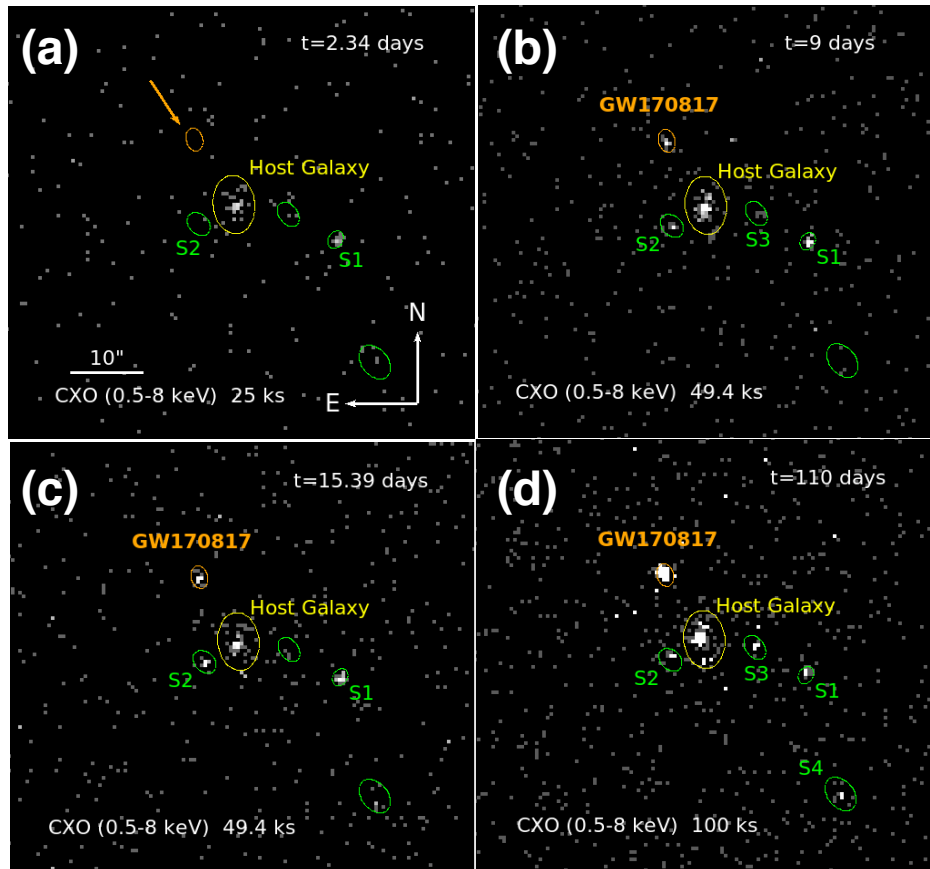 (a)
t=2.34 days
Host Galaxy
S2
S1
N
10"
E
CXO (0.5-8 keV) 25 ks
(b)
t=9 days
GW170817
Host Galaxy
S2
S3
S1
CXO (0.5-8 keV) 49.4 ks
(c)
t=15.39 days
GW170817
Host Galaxy
S2
S1
CXO (0.5-8 keV) 49.4 ks
(d)
t=110 days
GW170817
Host Galaxy
S2
S3
S1
S4
CXO (0.5-8 keV) 100 ks